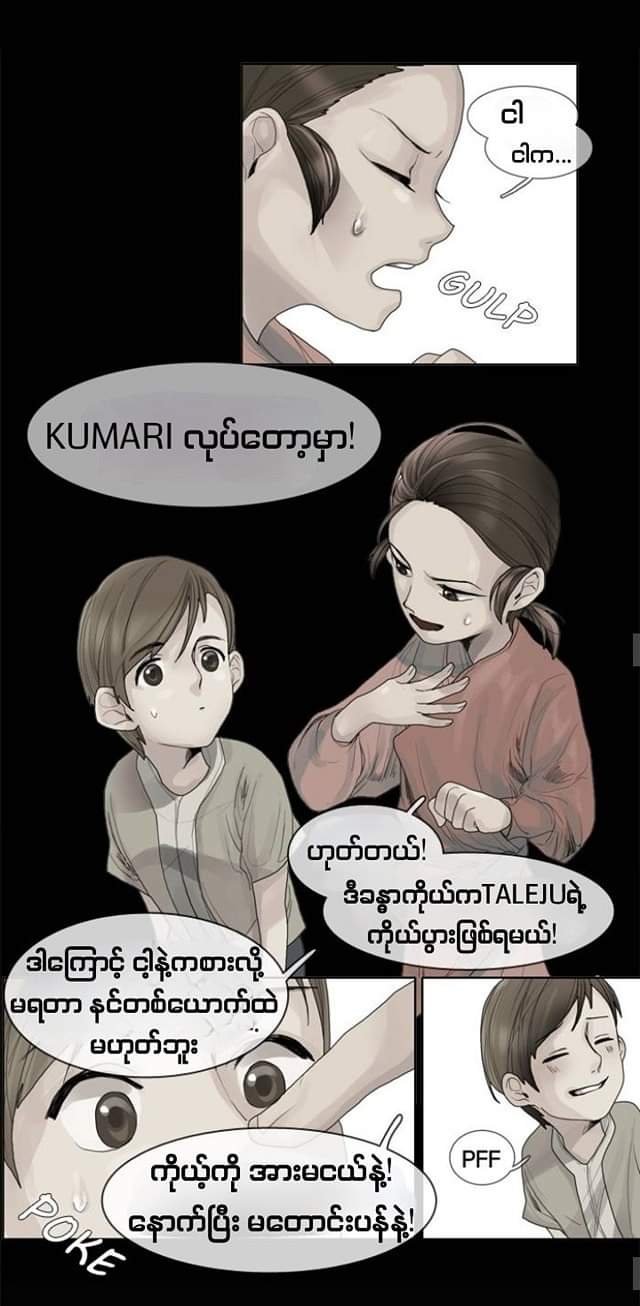 ငါ
ငါက...
GULP
KUMARI လုပ်တော့မှာ!
ဟုတ်တယ်!
ဒီခန္ဓာကိုယ်ကTALEJUရဲ့
ကိုယ်ပွားဖြစ်ရမယ်!
ဒါကြောင့် ငါ့နဲ့ကစားလို့
မရတာ နင်တစ်ယောက်ထဲ
မဟုတ်ဘူး
ကိုယ့်ကို အားမငယ်နဲ့!
နောက်ပြီး မတောင်းပန်နဲ့!
POKE
PFF